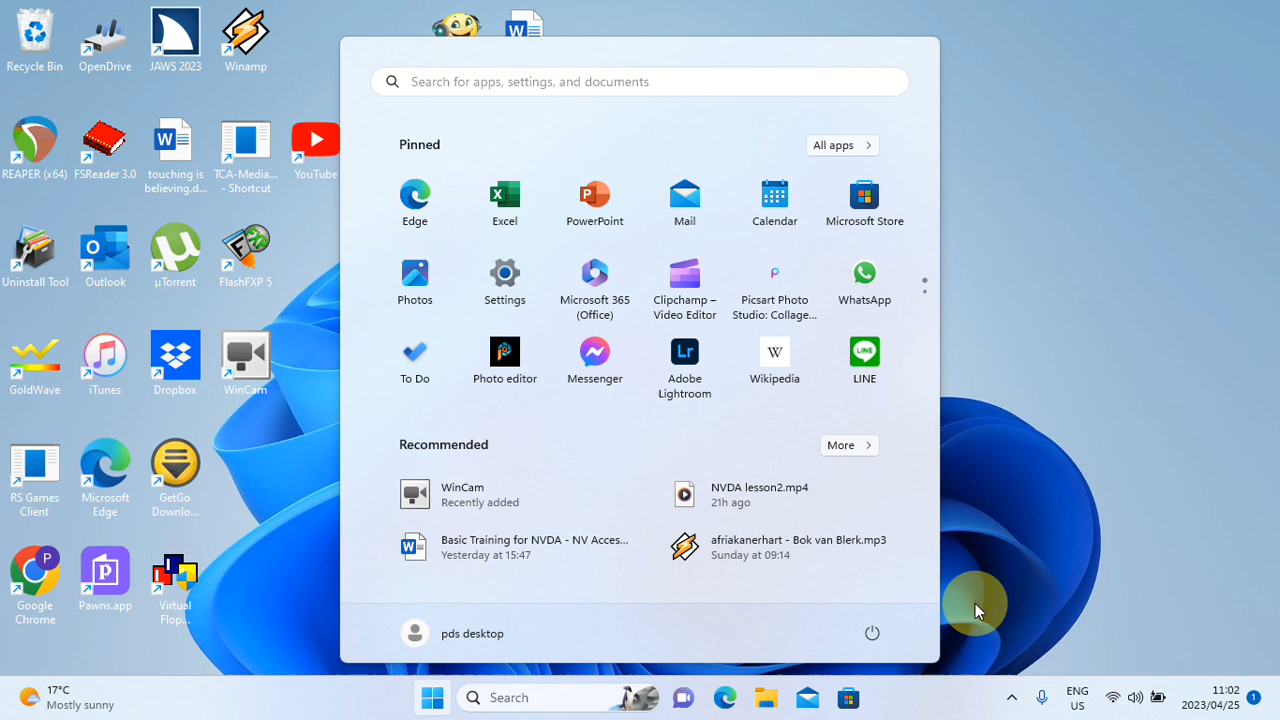 Recycle Bin
OpenDrive
JAWS 2023
Winamp
REAPER (x64)
FSReader 3.0
touching is
believing.d...
TCA-Media...
- Shortcut
YouTube
Uninstall Tool
Outlook
µTorrent
FlashFXP 5
GoldWave
iTunes
Dropbox
WinCam
RS Games
Client
Microsoft
Edge
GetGo
Downlo...
Google
Chrome
Pawns.app
Virtual
Flop...
Search for apps, settings, and documents
Pinned
All apps
Edge
Excel
PowerPoint
Mail
Calendar
Microsoft Store
Photos
Settings
Microsoft 365
(Office)
Clipchamp –
Video Editor
Picsart Photo
Studio: Collage...
WhatsApp
To Do
Photo editor
Messenger
Lr
Adobe
Lightroom
W
Wikipedia
LINE
LINE
Recommended
More
WinCam
Recently added
NVDA lesson2.mp4
21h ago
Basic Training for NVDA - NV Acces...
Yesterday at 15:47
afriakanerhart - Bok van Blerk.mp3
Sunday at 09:14
pds desktop
17°C
Mostly sunny
Search
ENG
US
11:02
2023/04/25
1